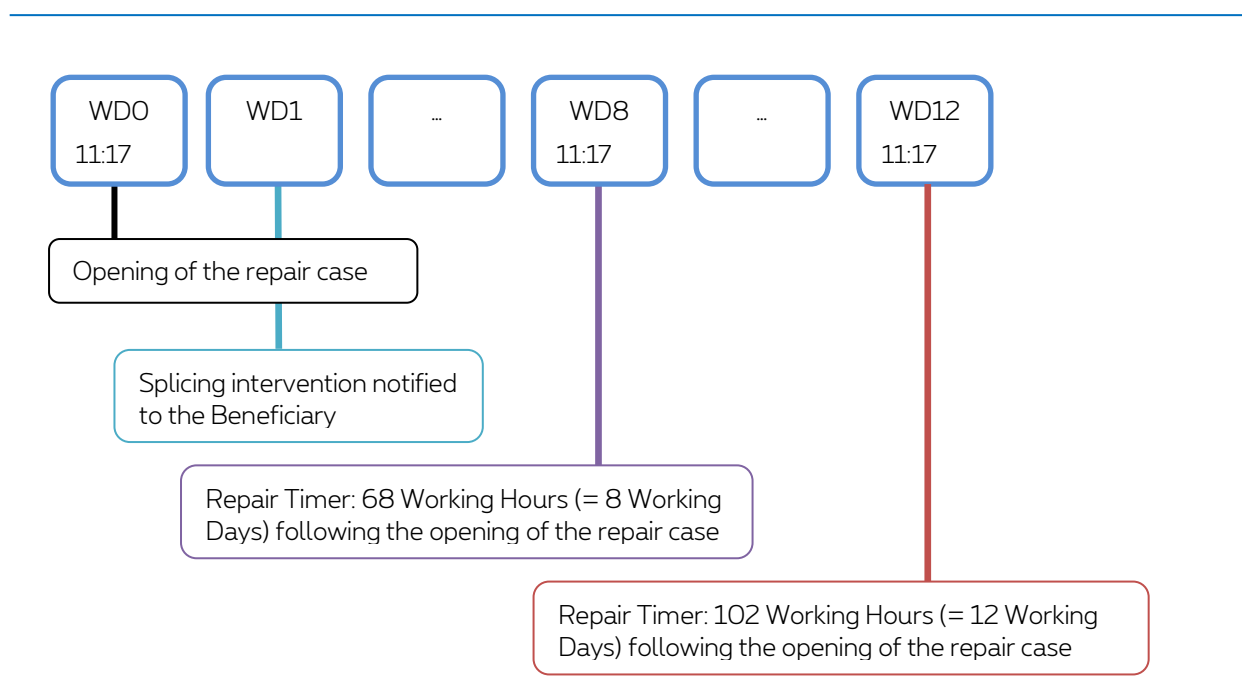 WD0
11:17
WD1
...
WD8
11:17
...
WD12
11:17
Opening of the repair case
Splicing intervention notified
to the Beneficiary
Repair Timer: 68 Working Hours (= 8 Working
Days) following the opening of the repair case
Repair Timer: 102 Working Hours (= 12 Working
Days) following the opening of the repair case